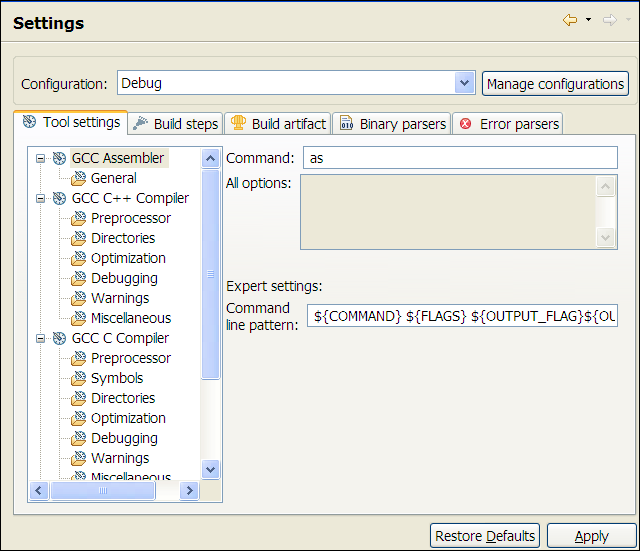 Settings
Configuration: Debug Manage configurations
Tool settings Build steps Build artifact Binary parsers Error parsers
GCC Assembler
General
GCC C++ Compiler
Preprocessor
Directories
Optimization
Debugging
Warnings
Miscellaneous
GCC C Compiler
Preprocessor
Symbols
Directories
Optimization
Debugging
Warnings
Miscellaneous
Command: as
All options:
Expert settings:
Command
line pattern: ${COMMAND} ${FLAGS} ${OUTPUT_FLAG}${OU
Restore Defaults Apply